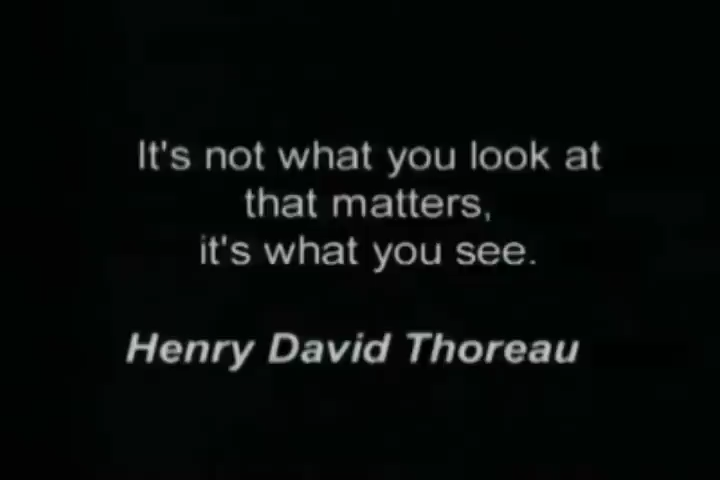 It's not what you look at
that matters,
it's what you see.
Henry David Thoreau